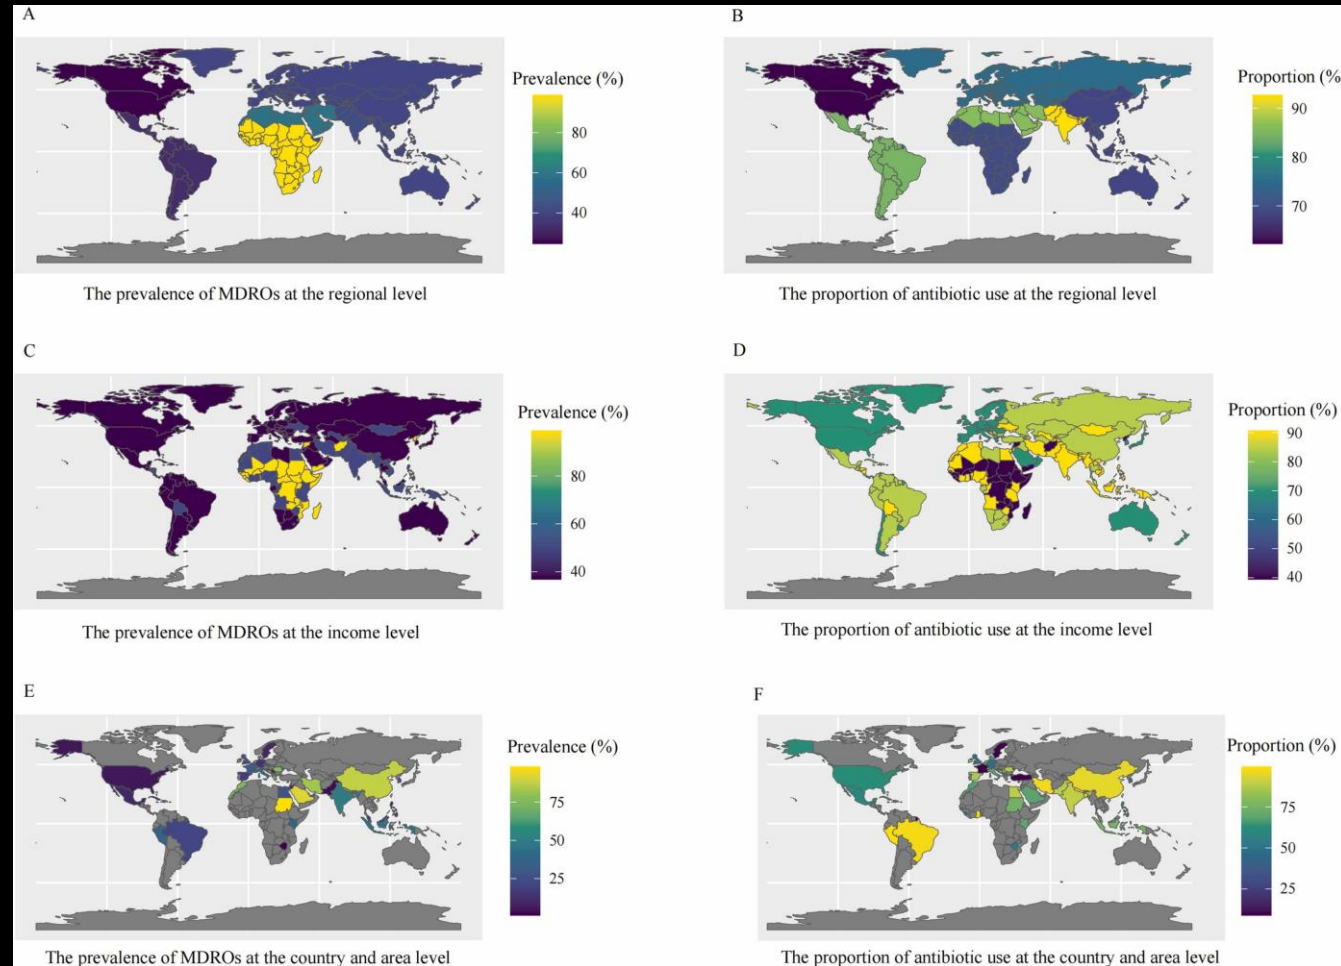 A
Prevalence (%)
80
60
40
The prevalence of MDROs at the regional level
B
Proportion (%
90
80
70
The proportion of antibiotic use at the regional level
C
Prevalence (%)
80
60
40
The prevalence of MDROs at the income level
D
Proportion (%)
90
80
70
60
50
40
The proportion of antibiotic use at the income level
E
Prevalence (%)
75
50
25
The prevalence of MDROs at the country and area level
F
Proportion (%)
75
50
25
The proportion of antibiotic use at the country and area level